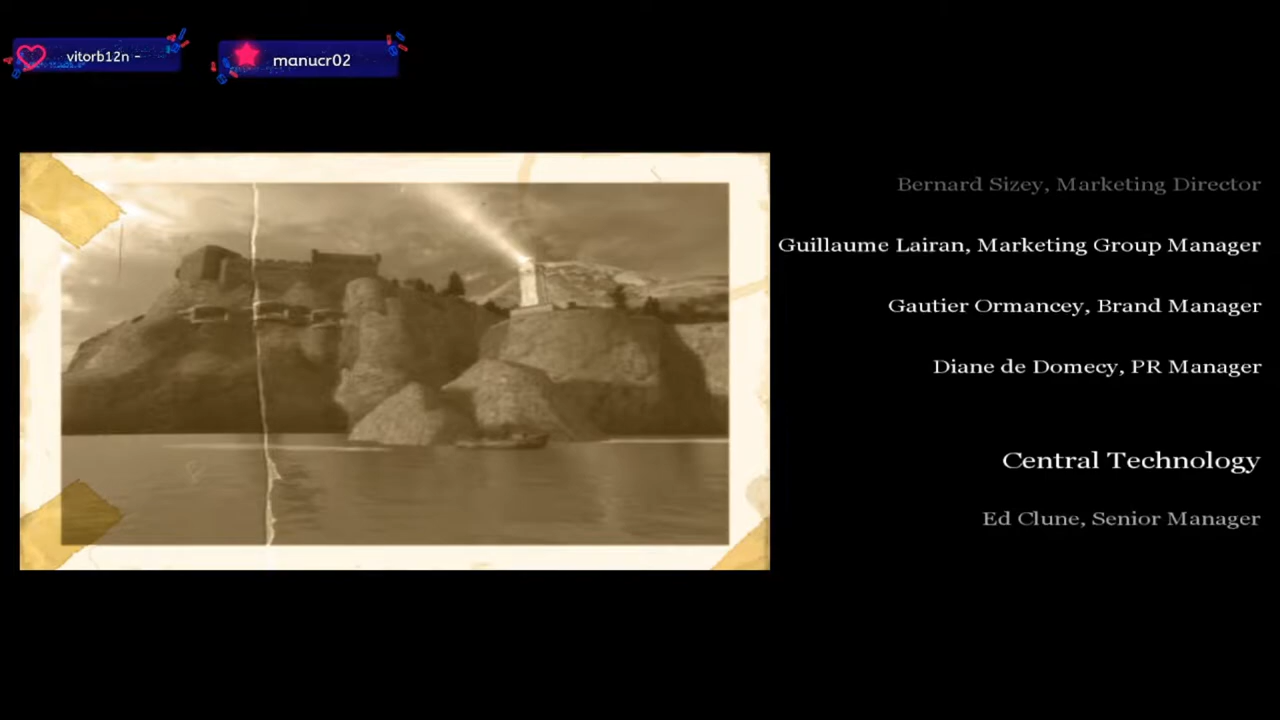 vitorb12n -
manucr02
Bernard Sizey, Marketing Director
Guillaume Lairan, Marketing Group Manager
Gautier Ormancey, Brand Manager
Diane de Domecy, PR Manager
Central Technology
Ed Clune, Senior Manager